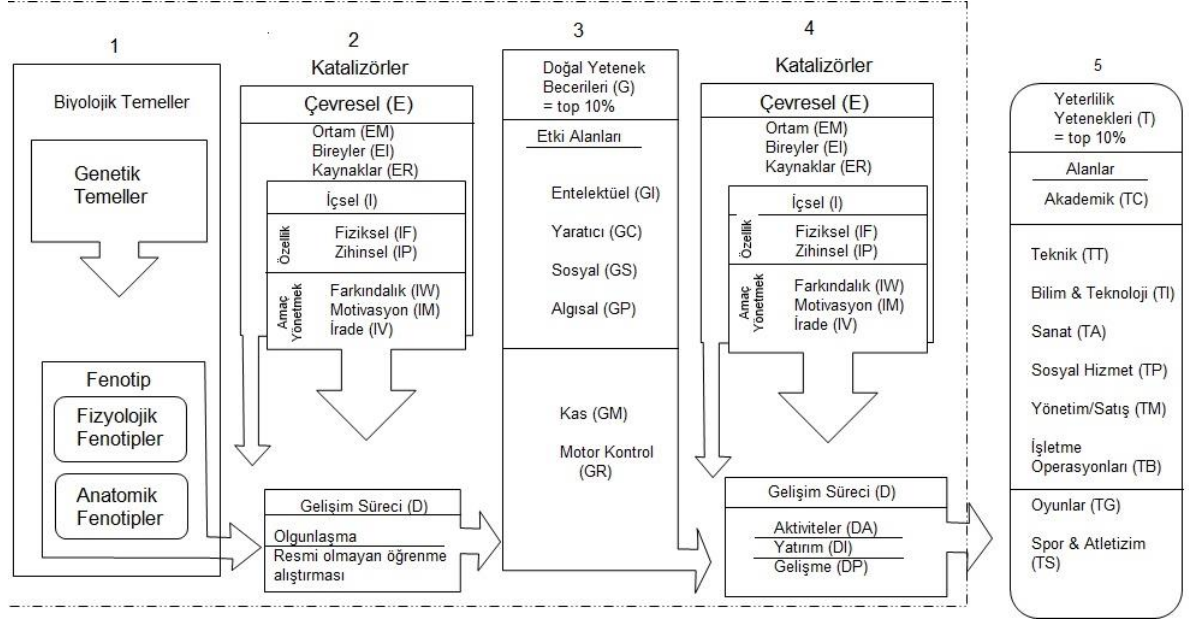 1
Biyolojik Temeller
Genetik
Temeller
Fenotip
Fizyolojik
Fenotipler
Anatomik
Fenotipler
2
Katalizörler
Çevresel (E)
Ortam (EM)
Bireyler (EI)
Kaynaklar (ER)
İçsel (I)
Özellik
Fiziksel (IF)
Zihinsel (IP)
Amaç
Yönetmek
Farkındalık (IW)
Motivasyon (IM)
İrade (IV)
Gelişim Süreci (D)
Olgunlaşma
Resmi olmayan öğrenme
alıştırması
3
Doğal Yetenek
Becerileri (G)
= top 10%
Etki Alanları
Entelektüel (GI)
Yaratıcı (GC)
Sosyal (GS)
Algısal (GP)
Kas (GM)
Motor Kontrol
(GR)
4
Katalizörler
Çevresel (E)
Ortam (EM)
Bireyler (EI)
Kaynaklar (ER)
İçsel (I)
Özellik
Fiziksel (IF)
Zihinsel (IP)
Amaç
Yönetmek
Farkındalık (IW)
Motivasyon (IM)
İrade (IV)
Gelişim Süreci (D)
Aktiviteler (DA)
Yatırım (DI)
Gelişme (DP)
5
Yeterlilik
Yetenekleri (T)
= top 10%
Alanlar
Akademik (TC)
Teknik (TT)
Bilim & Teknoloji (TI)
Sanat (TA)
Sosyal Hizmet (TP)
Yönetim/Satış (TM)
İşletme
Operasyonları (TB)
Oyunlar (TG)
Spor & Atletizim
(TS)